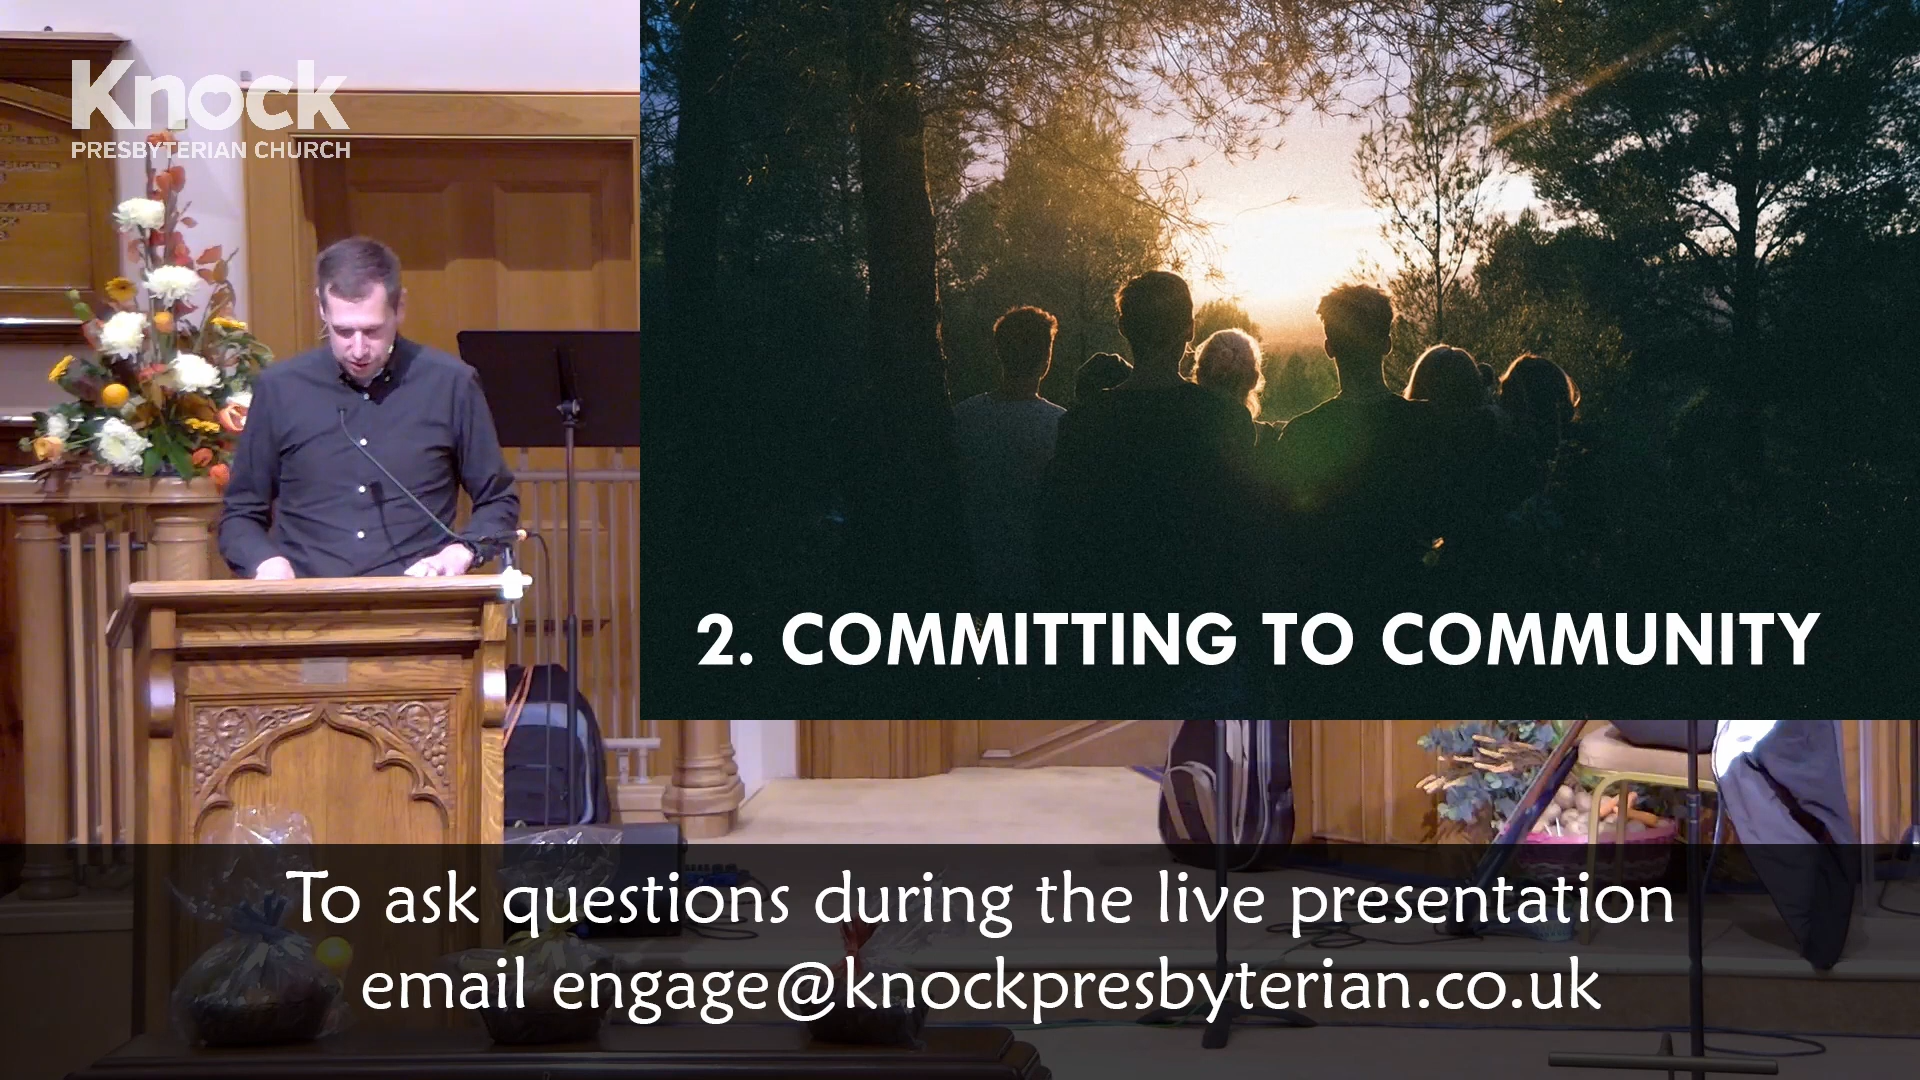 Knock
PRESBYTERIAN CHURCH
2. COMMITTING TO COMMUNITY
To ask questions during the live presentation
email engage@knockpresbyterian.co.uk